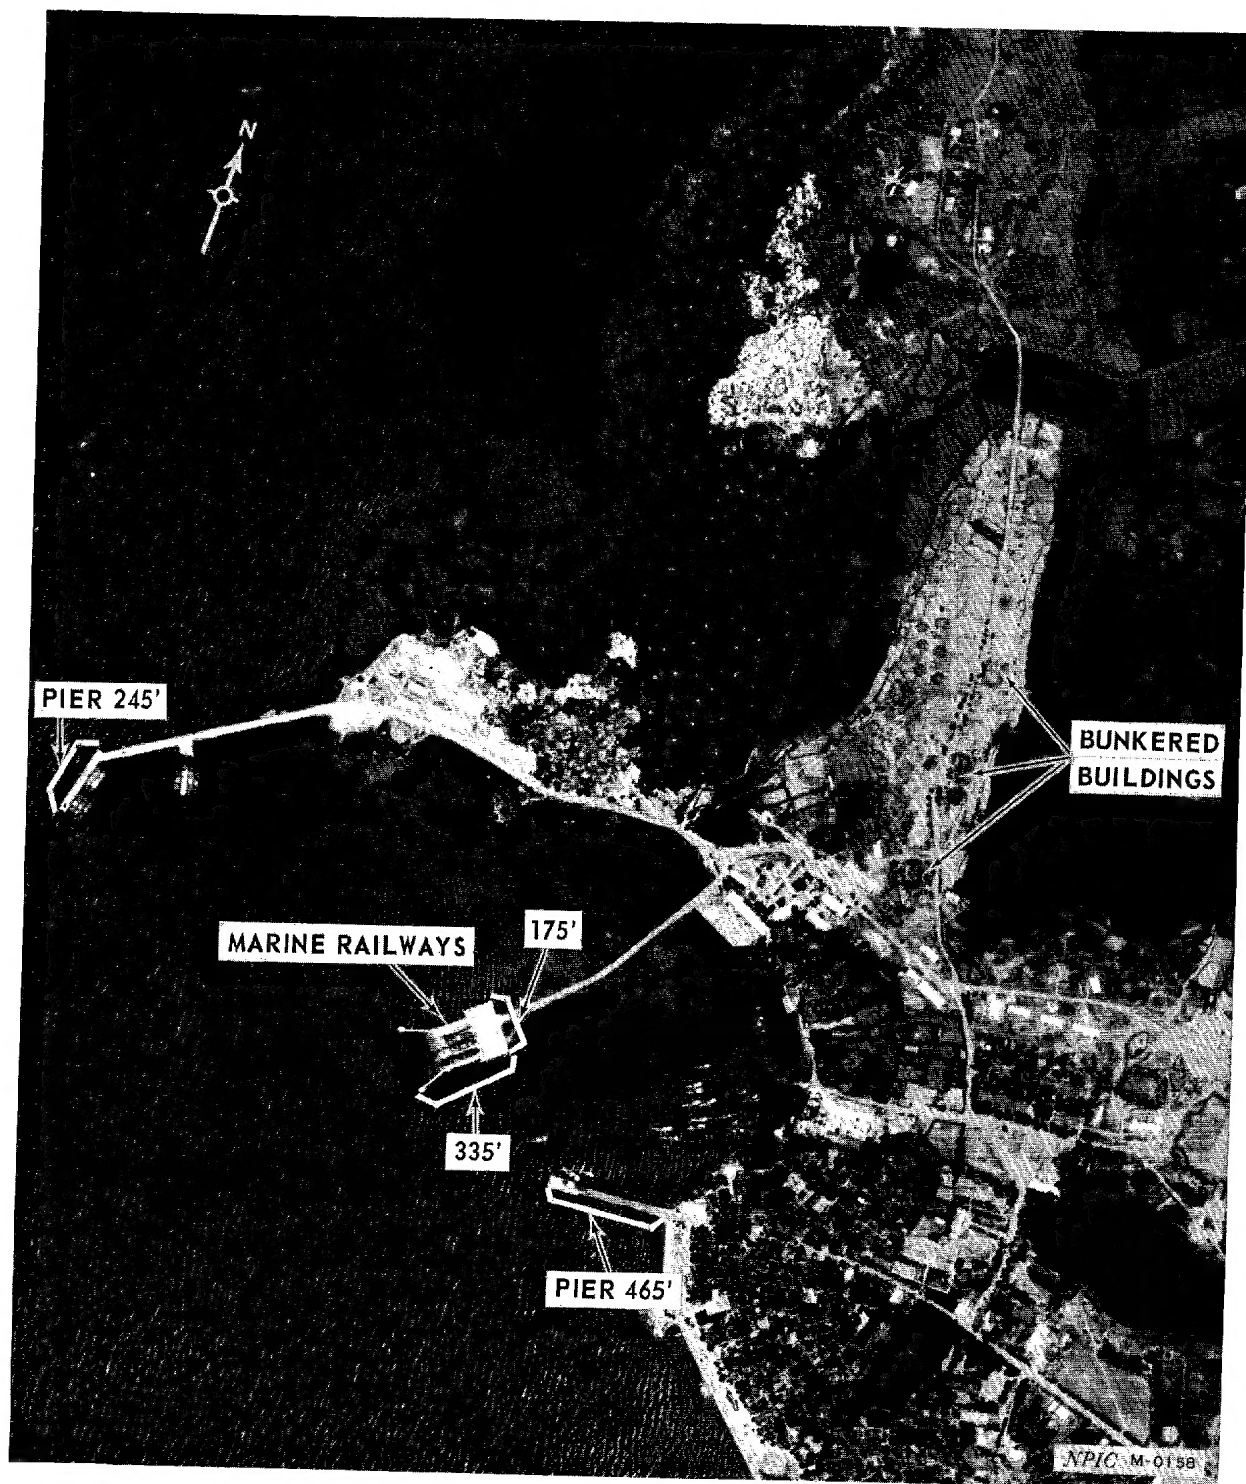 N
PIER 245'
BUNKERED
BUILDINGS
175'
MARINE RAILWAYS
335'
PIER 465'
NPIC M-0158